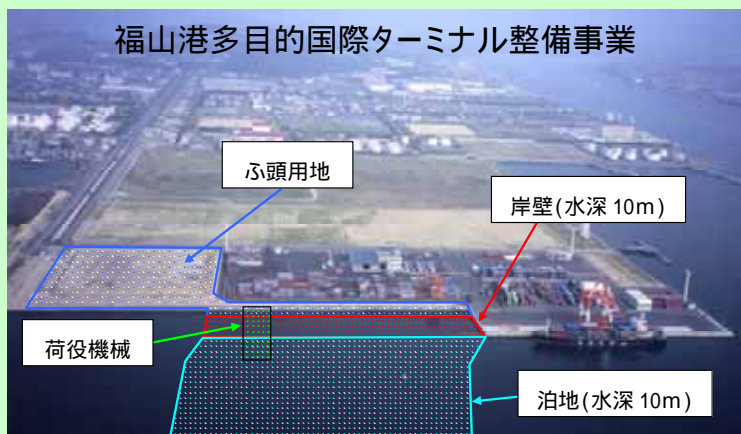 福山港多目的国際ターミナル整備事業
ふ頭用地
岸壁(水深 10m)
荷役機械
泊地(水深 10m)